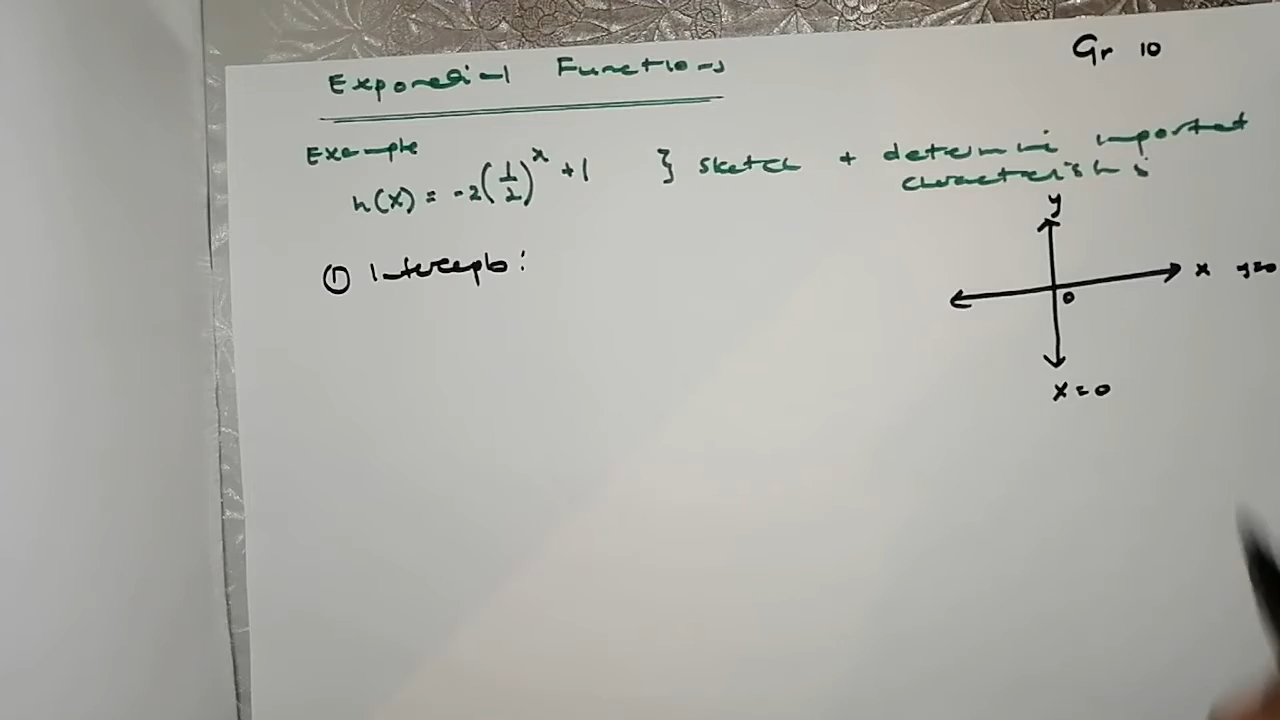 Gr 10
Exponential Functions
Example
h(x) = -2(1/2)^x + 1 } sketch + determine important
characteristics
① Intercepts:
y
x y=0
0
x=0